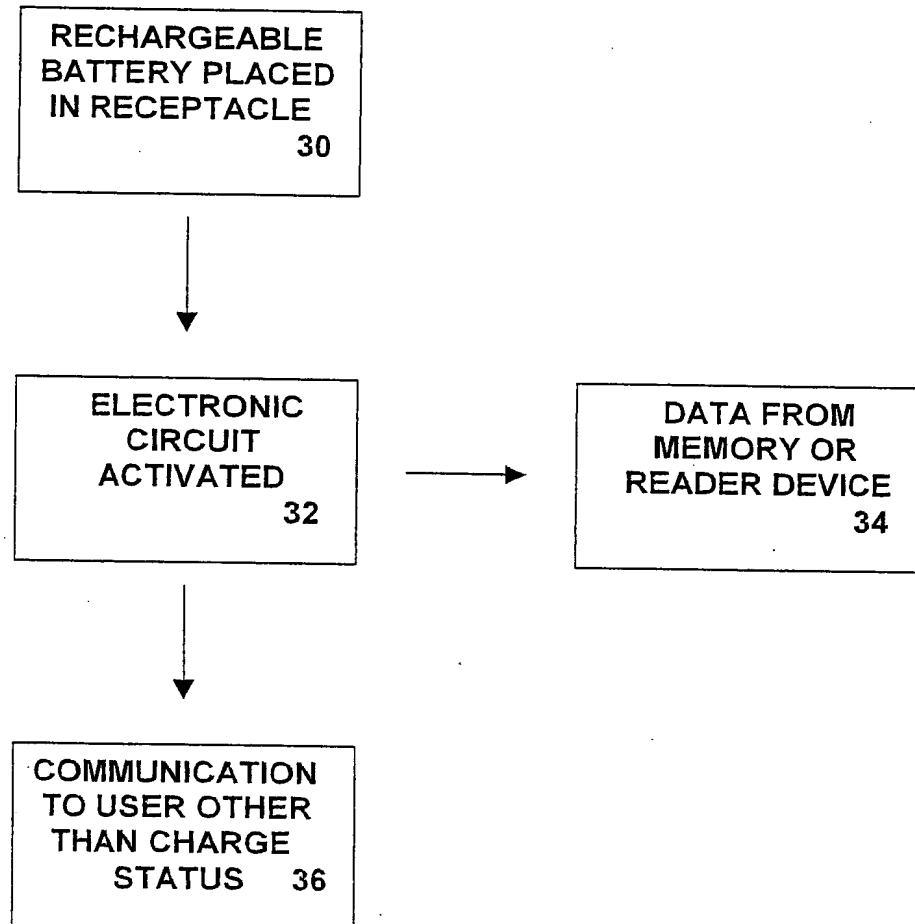 RECHARGEABLE
BATTERY PLACED
IN RECEPTACLE
30
ELECTRONIC
CIRCUIT
ACTIVATED
32
DATA FROM
MEMORY OR
READER DEVICE
34
COMMUNICATION
TO USER OTHER
THAN CHARGE
STATUS 36